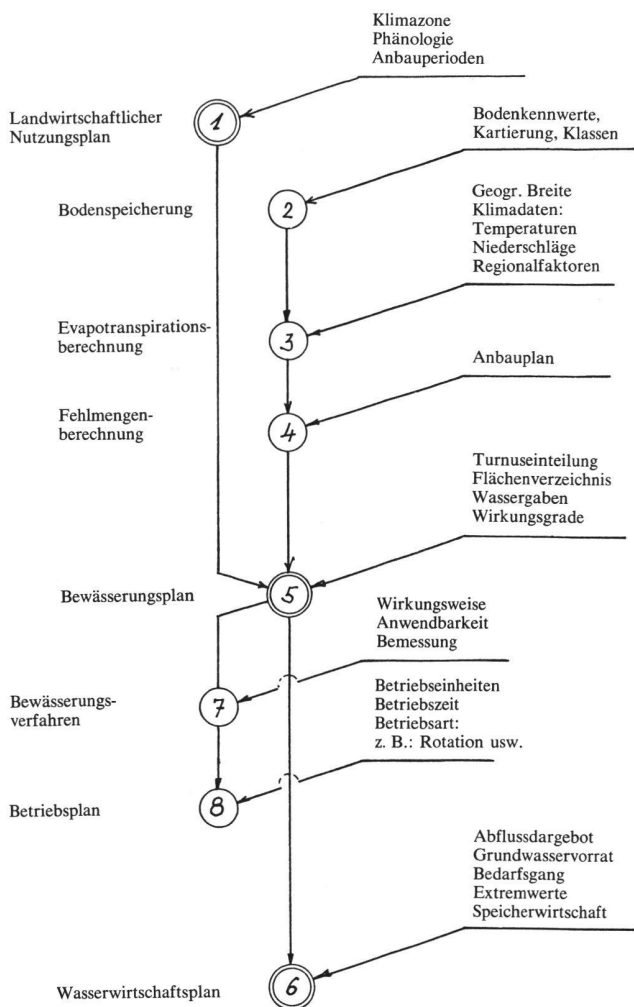 Klimazone
Phänologie
Anbauperioden
Landwirtschaftlicher
Nutzungsplan
1
Bodenkennwerte,
Kartierung, Klassen
Bodenspeicherung
2
Geogr. Breite
Klimadaten:
Temperaturen
Niederschläge
Regionalfaktoren
Evapotranspirations-
berechnung
3
Anbauplan
Fehlmengen-
berechnung
4
Turnuseinteilung
Flächenverzeichnis
Wassergaben
Wirkungsgrade
Bewässerungsplan
5
Wirkungsweise
Anwendbarkeit
Bemessung
Bewässerungs-
verfahren
7
Betriebseinheiten
Betriebszeit
Betriebsart:
z. B.: Rotation usw.
Betriebsplan
8
Abflussdargebot
Grundwasservorrat
Bedarfsgang
Extremwerte
Speicherwirtschaft
Wasserwirtschaftsplan
6